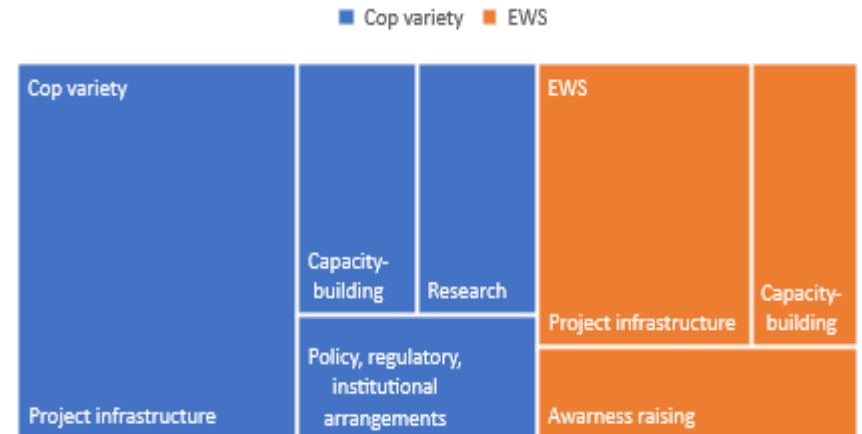 Cop variety EWS
Cop variety
Project infrastructure
Capacity-
building
Research
Policy, regulatory,
institutional
arrangements
EWS
Project infrastructure
Capacity-
building
Awarness raising